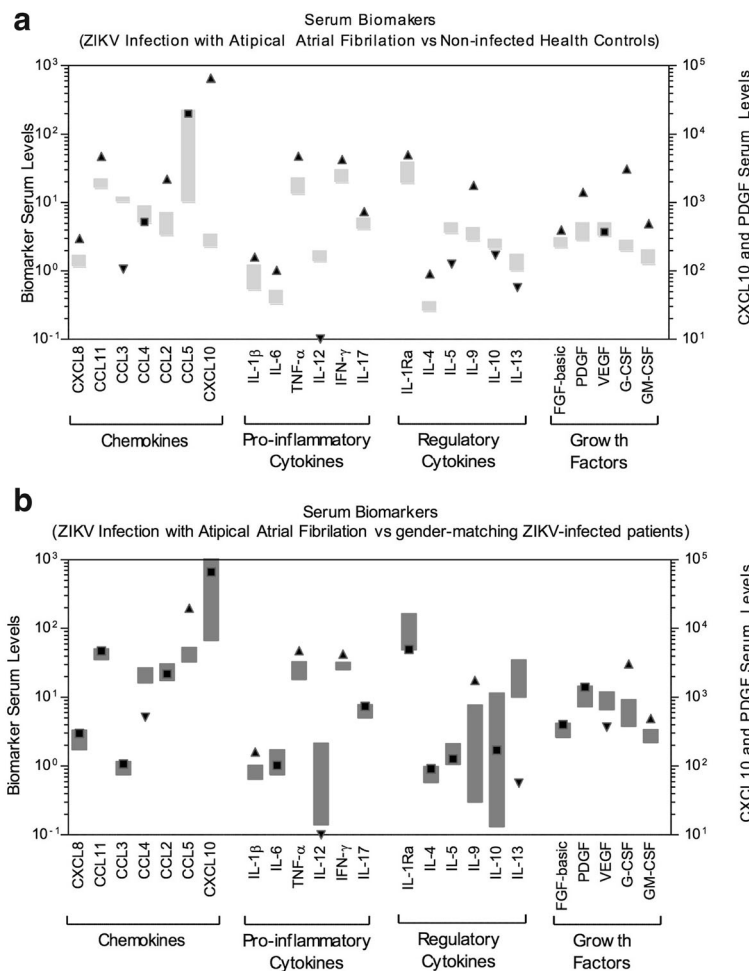 a
Serum Biomakers
(ZIKV Infection with Atipical Atrial Fibrilation vs Non-infected Health Controls)
Biomarker Serum Levels
10³
10²
10¹
10⁰
10⁻¹
10⁵
10⁴
10³
10²
10¹
CXCL10 and PDGF Serum Levels
CXCL8
CCL11
CCL3
CCL4
CCL2
CCL5
CXCL10
IL-1β
IL-6
TNF-α
IL-12
IFN-γ
IL-17
IL-1Ra
IL-4
IL-5
IL-9
IL-10
IL-13
FGF-basic
PDGF
VEGF
G-CSF
GM-CSF
Chemokines
Pro-inflammatory
Cytokines
Regulatory
Cytokines
Growth
Factors
b
Serum Biomarkers
(ZIKV Infection with Atipical Atrial Fibrilation vs gender-matching ZIKV-infected patients)
Biomarker Serum Levels
10³
10²
10¹
10⁰
10⁻¹
10⁵
10⁴
10³
10²
10¹
CXCL10 and PDGF Serum Levels
CXCL8
CCL11
CCL3
CCL4
CCL2
CCL5
CXCL10
IL-1β
IL-6
TNF-α
IL-12
IFN-γ
IL-17
IL-1Ra
IL-4
IL-5
IL-9
IL-10
IL-13
FGF-basic
PDGF
VEGF
G-CSF
GM-CSF
Chemokines
Pro-inflammatory
Cytokines
Regulatory
Cytokines
Growth
Factors